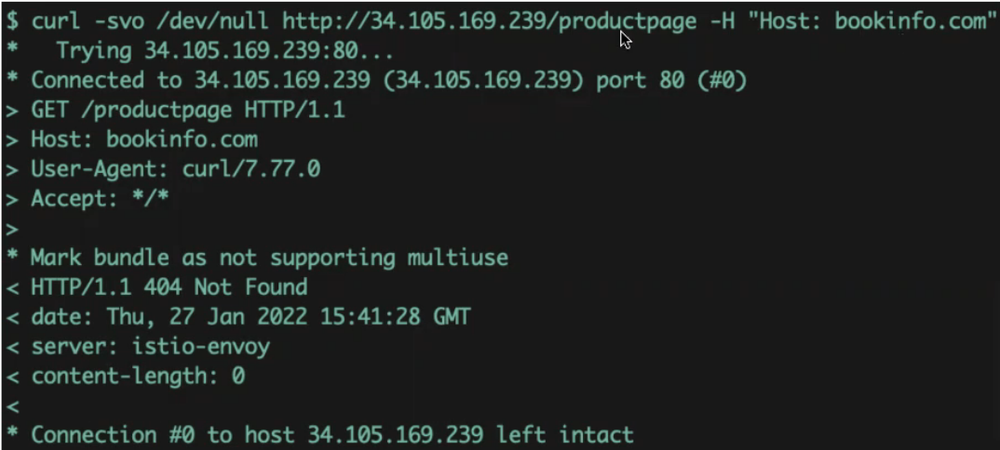 $ curl -svo /dev/null http://34.105.169.239/productpage -H "Host: bookinfo.com"
*   Trying 34.105.169.239:80...
* Connected to 34.105.169.239 (34.105.169.239) port 80 (#0)
> GET /productpage HTTP/1.1
> Host: bookinfo.com
> User-Agent: curl/7.77.0
> Accept: */*
>
* Mark bundle as not supporting multiuse
< HTTP/1.1 404 Not Found
< date: Thu, 27 Jan 2022 15:41:28 GMT
< server: istio-envoy
< content-length: 0
<
* Connection #0 to host 34.105.169.239 left intact